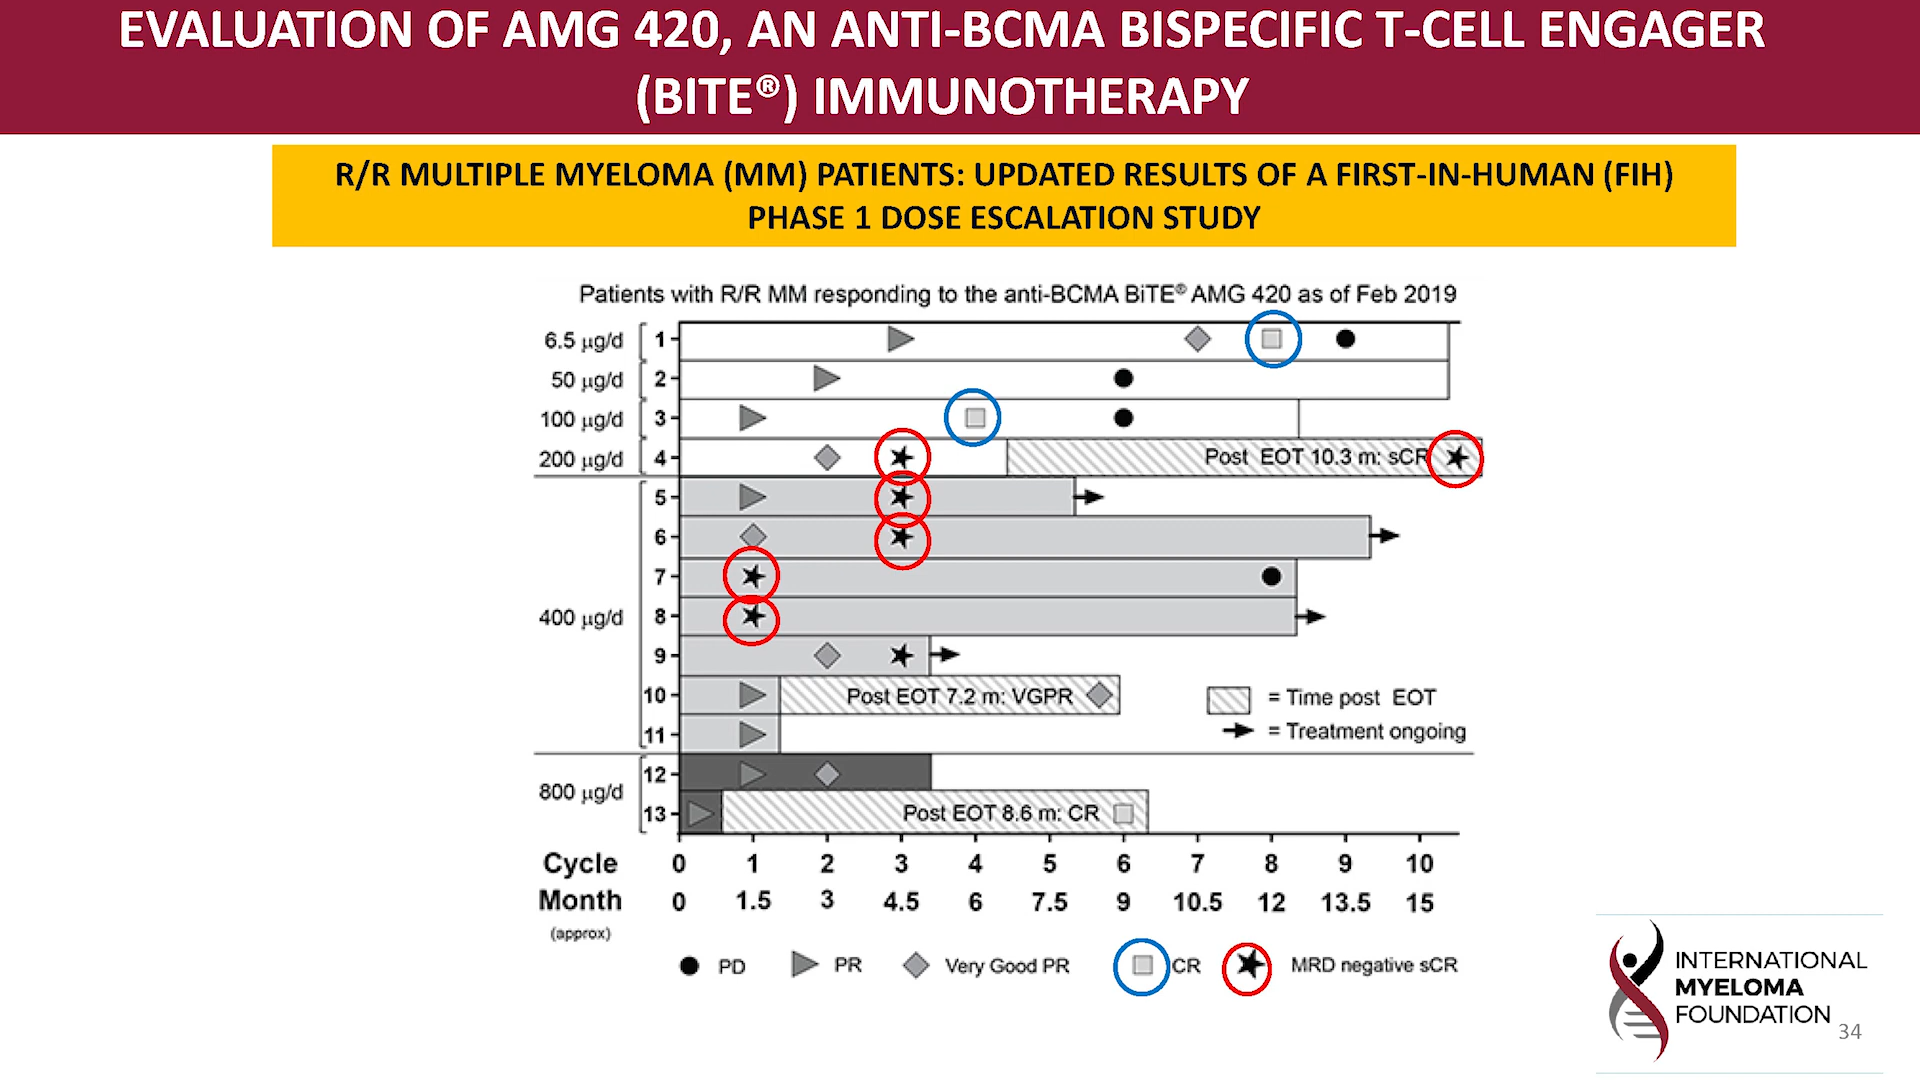 EVALUATION OF AMG 420, AN ANTI-BCMA BISPECIFIC T-CELL ENGAGER
(BITE®) IMMUNOTHERAPY
R/R MULTIPLE MYELOMA (MM) PATIENTS: UPDATED RESULTS OF A FIRST-IN-HUMAN (FIH)
PHASE 1 DOSE ESCALATION STUDY
Patients with R/R MM responding to the anti-BCMA BiTE® AMG 420 as of Feb 2019
6.5 µg/d 1
50 µg/d 2
100 µg/d 3
200 µg/d 4 Post EOT 10.3 m: sCR
5
6
7
400 µg/d 8
9
10 Post EOT 7.2 m: VGPR = Time post EOT
11 = Treatment ongoing
12
800 µg/d
13 Post EOT 8.6 m: CR
Cycle 0 1 2 3 4 5 6 7 8 9 10
Month 0 1.5 3 4.5 6 7.5 9 10.5 12 13.5 15
(approx)
PD PR Very Good PR CR MRD negative sCR
INTERNATIONAL
MYELOMA
FOUNDATION
34